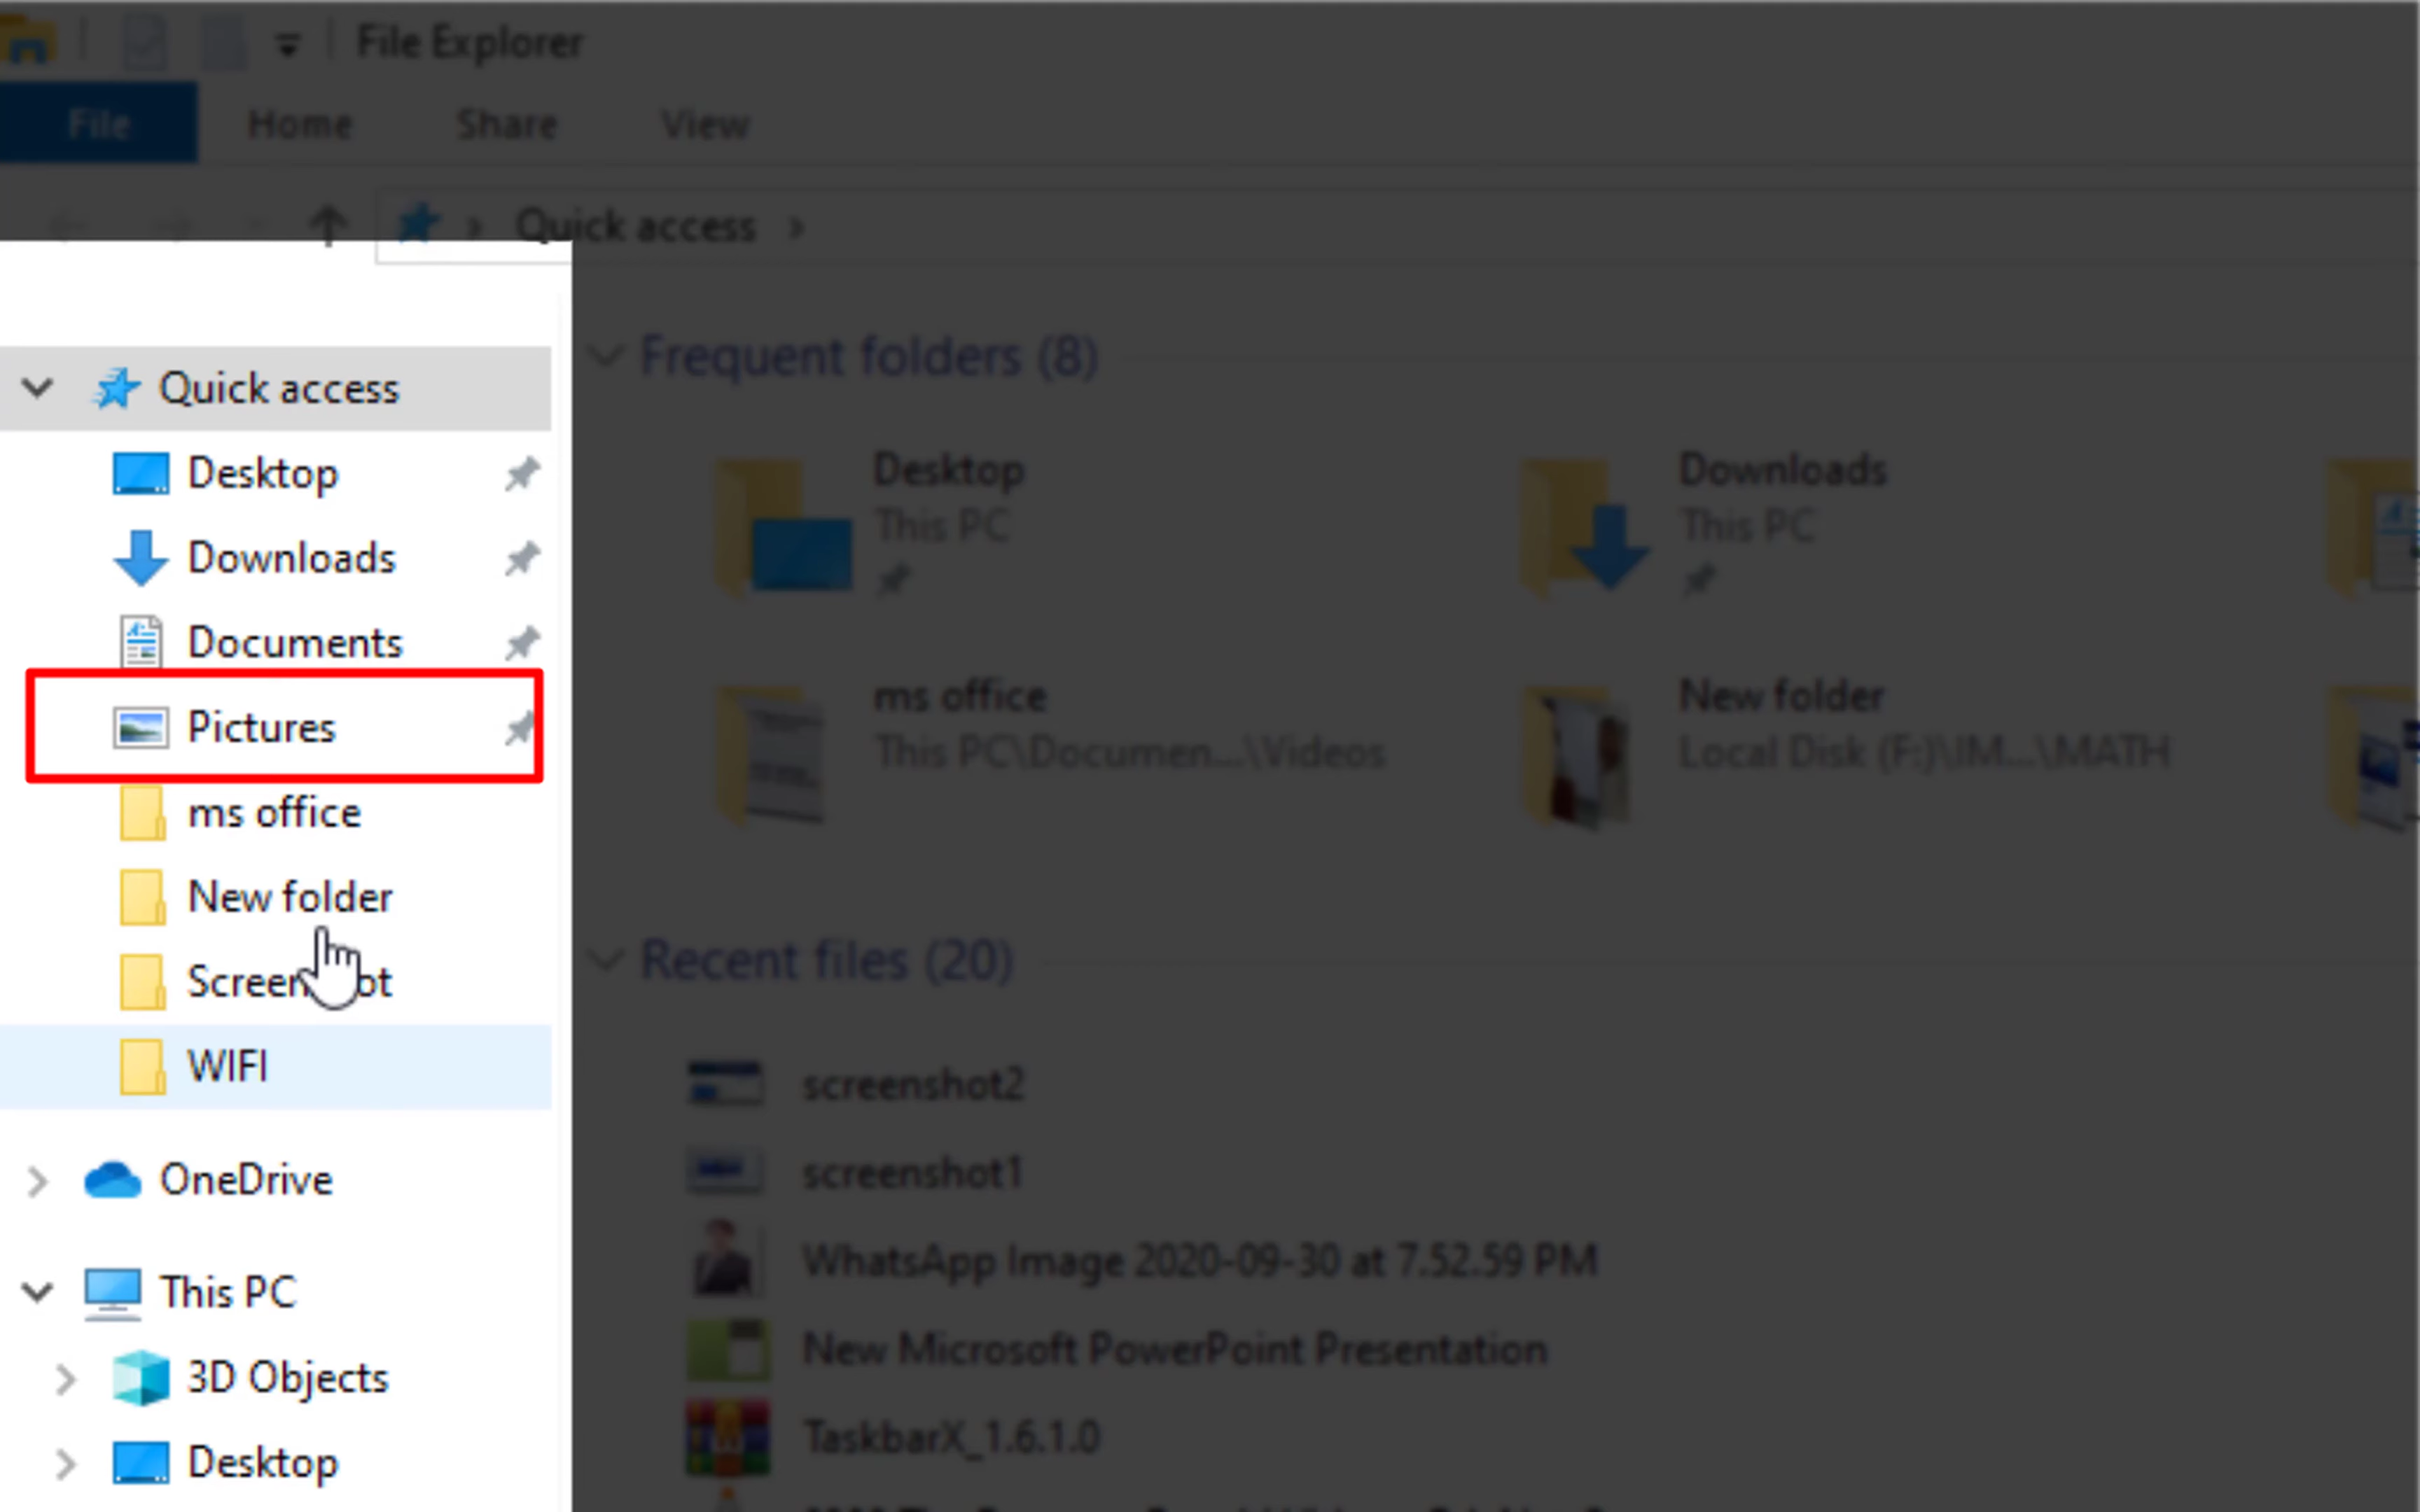 File Explorer
File Home Share View
Quick access
Quick access
Desktop
Downloads
Documents
Pictures
ms office
New folder
WIFI
OneDrive
This PC
3D Objects
Desktop
Frequent folders (8)
Desktop
This PC
Downloads
This PC
ms office
This PC\Documen...\Videos
New folder
Local Disk (F:)\IM...\MATH
Recent files (20)
screenshot2
screenshot1
WhatsApp Image 2020-09-30 at 7.52.59 PM
New Microsoft PowerPoint Presentation
TaskbarX_1.6.1.0